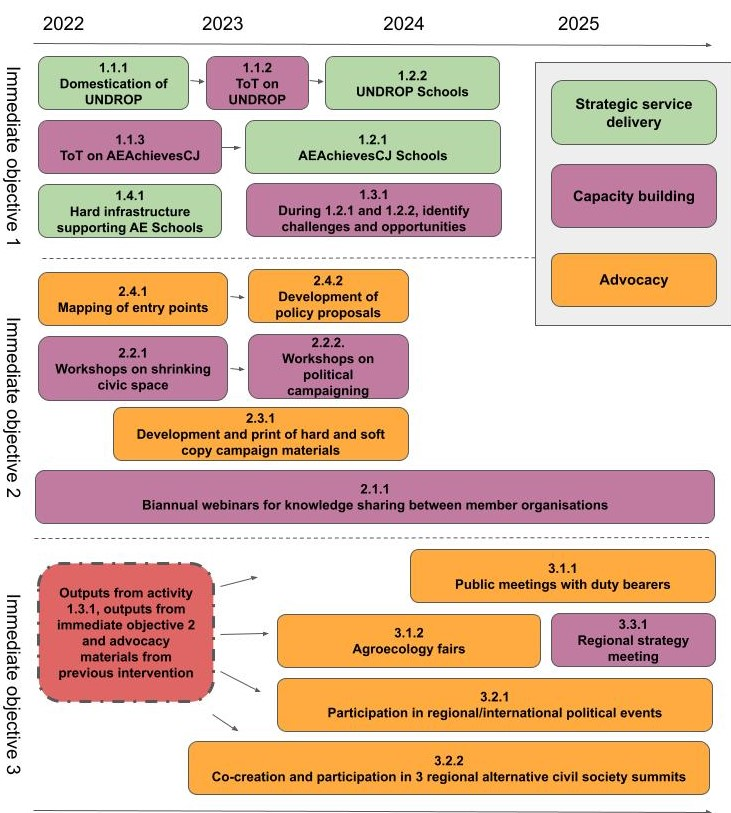 2022 2023 2024 2025
Immediate objective 1
1.1.1
Domestication of
UNDROP
1.1.2
ToT on
UNDROP
1.2.2
UNDROP Schools
1.1.3
ToT on AEAchievesCJ
1.2.1
AEAchievesCJ Schools
1.4.1
Hard infrastructure
supporting AE Schools
1.3.1
During 1.2.1 and 1.2.2, identify
challenges and opportunities
Strategic service
delivery
Capacity building
Advocacy
Immediate objective 2
2.4.1
Mapping of entry points
2.4.2
Development of
policy proposals
2.2.1
Workshops on shrinking
civic space
2.2.2.
Workshops on
political
campaigning
2.3.1
Development and print of hard and soft
copy campaign materials
2.1.1
Biannual webinars for knowledge sharing between member organisations
Immediate objective 3
Outputs from activity
1.3.1, outputs from
immediate objective 2
and advocacy
materials from
previous intervention
3.1.1
Public meetings with duty bearers
3.1.2
Agroecology fairs
3.3.1
Regional strategy
meeting
3.2.1
Participation in regional/international political events
3.2.2
Co-creation and participation in 3 regional alternative civil society summits